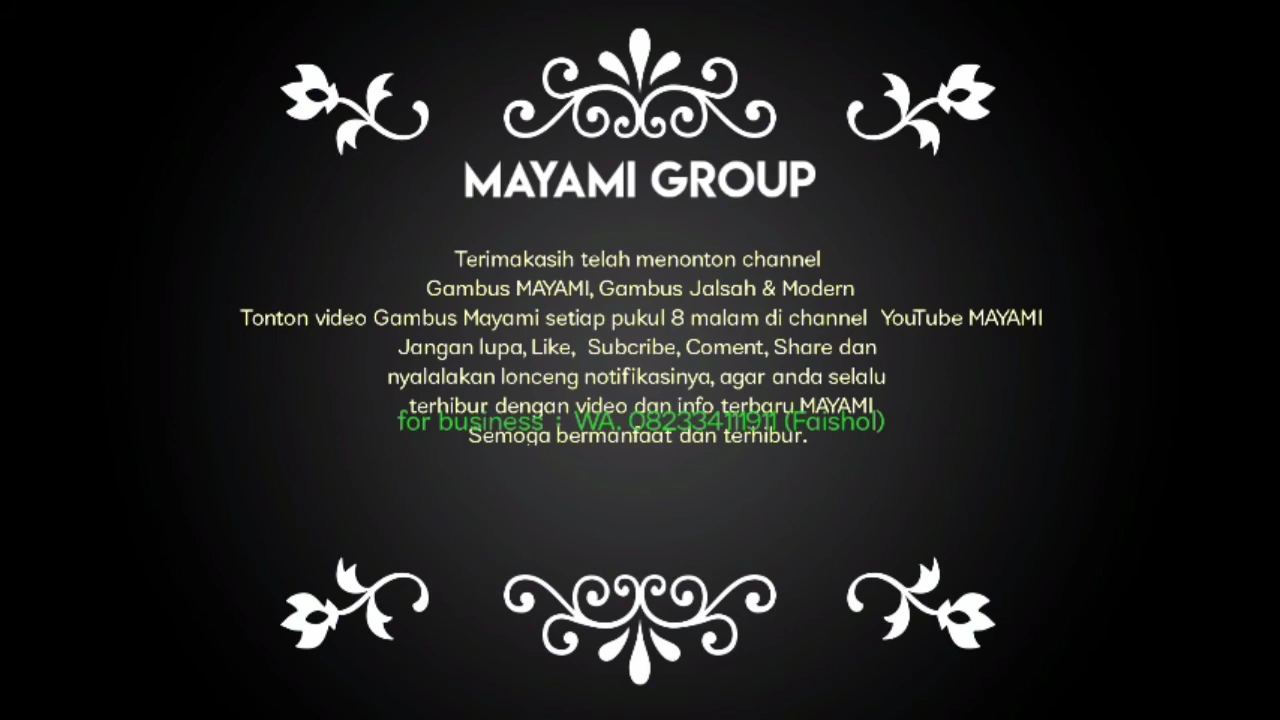 MAYAMI GROUP
Terimakasih telah menonton channel
Gambus MAYAMI, Gambus Jalsah & Modern
Tonton video Gambus Mayami setiap pukul 8 malam di channel YouTube MAYAMI
Jangan lupa, Like, Subcribe, Coment, Share dan
nyalalakan lonceng notifikasinya, agar anda selalu
terhibur dengan video dan info terbaru MAYAMI
for business : WA. 082334111911 (Faishol)
Semoga bermanfaat dan terhibur.